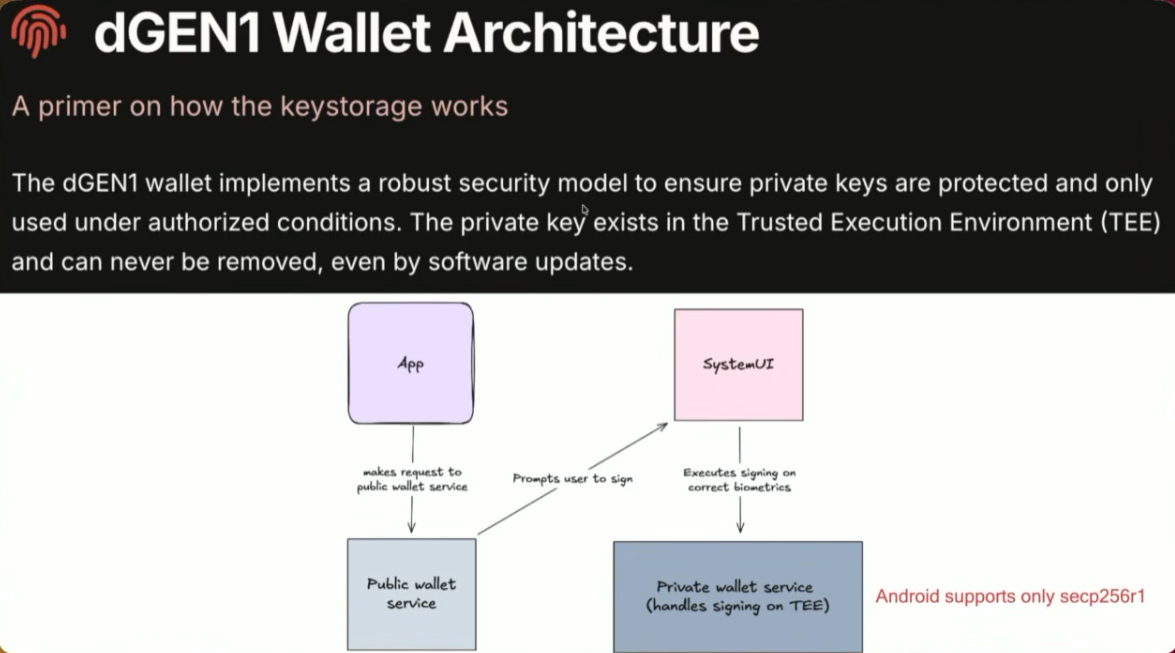 dGEN1 Wallet Architecture
A primer on how the keystorage works
The dGEN1 wallet implements a robust security model to ensure private keys are protected and only
used under authorized conditions. The private key exists in the Trusted Execution Environment (TEE)
and can never be removed, even by software updates.
App
SystemUI
makes request to
public wallet service
Prompts user to sign
Executes signing on
correct biometrics
Public wallet
service
Private wallet service
(handles signing on TEE)
Android supports only secp256r1